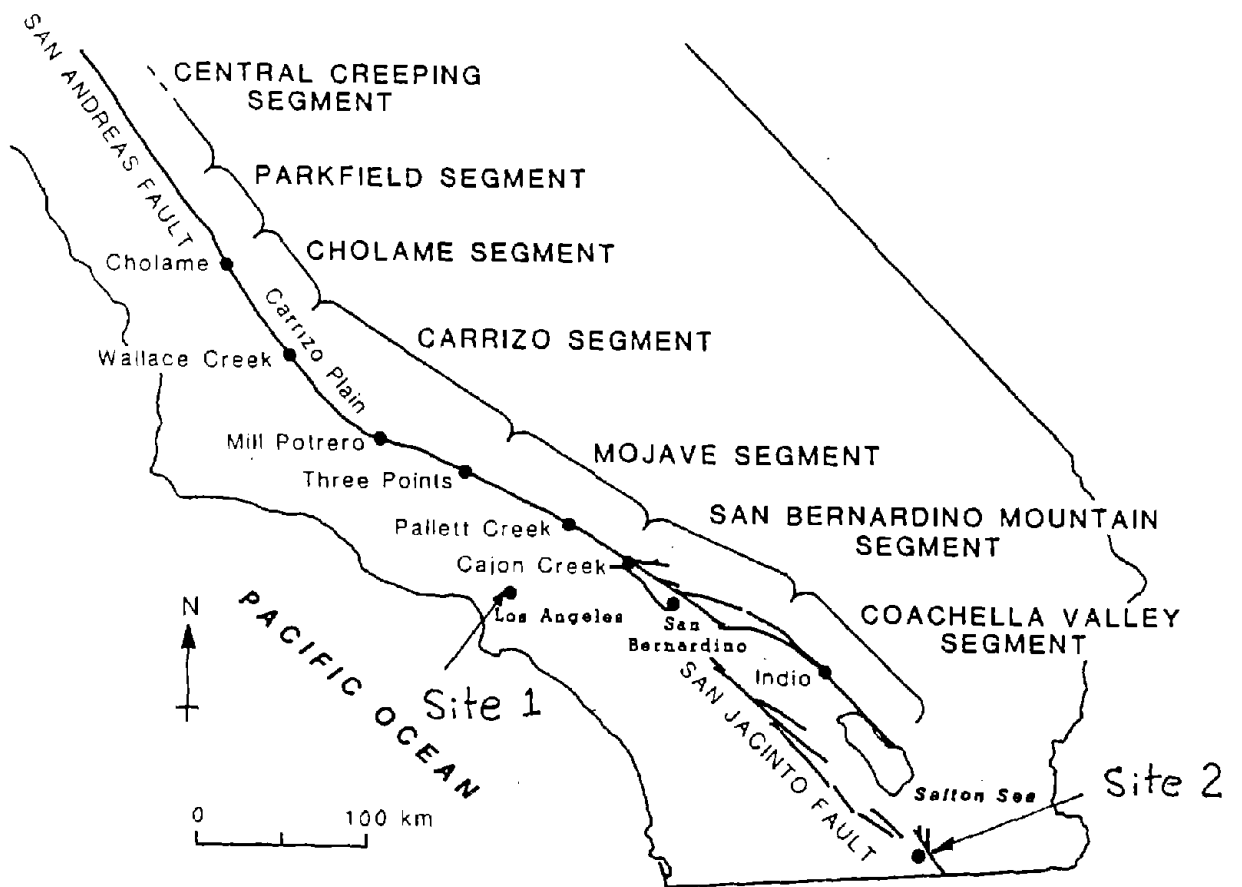 SAN ANDREAS FAULT
CENTRAL CREEPING
SEGMENT
PARKFIELD SEGMENT
CHOLAME SEGMENT
Cholame
Carrizo Plain
CARRIZO SEGMENT
Wallace Creek
Mill Potrero
MOJAVE SEGMENT
Three Points
SAN BERNARDINO MOUNTAIN
SEGMENT
Pallett Creek
Cajon Creek
N
PACIFIC OCEAN
Los Angeles
San
Bernardino
COACHELLA VALLEY
SEGMENT
Indio
Site 1
SAN JACINTO FAULT
Salton Sea
Site 2
0 100 km